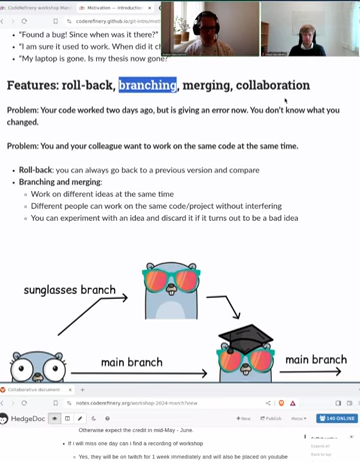 CodeRefinery workshop Mar
Motivation — Introduction
coderefinery.github.io/git-intro/motiv
"Found a bug! Since when was it there?"
"I am sure it used to work. When did it ch
"My laptop is gone. Is my thesis now gone?"
Features: roll-back, branching, merging, collaboration
Problem: Your code worked two days ago, but is giving an error now. You don't know what you
changed.
Problem: You and your colleague want to work on the same code at the same time.
Roll-back: you can always go back to a previous version and compare
Branching and merging:
Work on different ideas at the same time
Different people can work on the same code/project without interfering
You can experiment with an idea and discard it if it turns out to be a bad idea
sunglasses branch
main branch
main branch
Collaborative document
notes.coderefinery.org/workshop-2024-march?view
HedgeDoc
New
Publish
Menu
140 ONLINE
Otherwise expect the credit in mid-May - June.
If i will miss one day can i find a recording of workshop
Yes, they will be on twitch for 1 week immediately and will also be placed on youtube